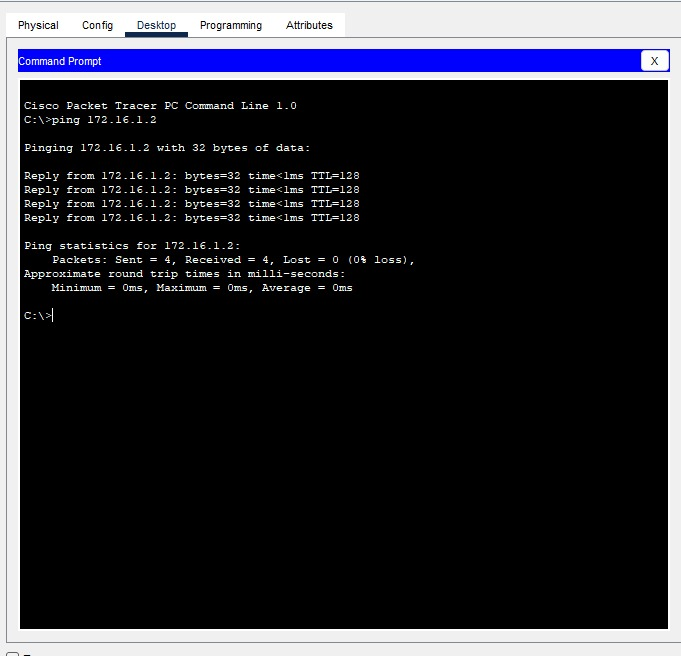 Physical Config Desktop Programming Attributes
Command Prompt X
Cisco Packet Tracer PC Command Line 1.0
C:\>ping 172.16.1.2
Pinging 172.16.1.2 with 32 bytes of data:
Reply from 172.16.1.2: bytes=32 time<1ms TTL=128
Reply from 172.16.1.2: bytes=32 time<1ms TTL=128
Reply from 172.16.1.2: bytes=32 time<1ms TTL=128
Reply from 172.16.1.2: bytes=32 time<1ms TTL=128
Ping statistics for 172.16.1.2:
Packets: Sent = 4, Received = 4, Lost = 0 (0% loss),
Approximate round trip times in milli-seconds:
Minimum = 0ms, Maximum = 0ms, Average = 0ms
C:\>